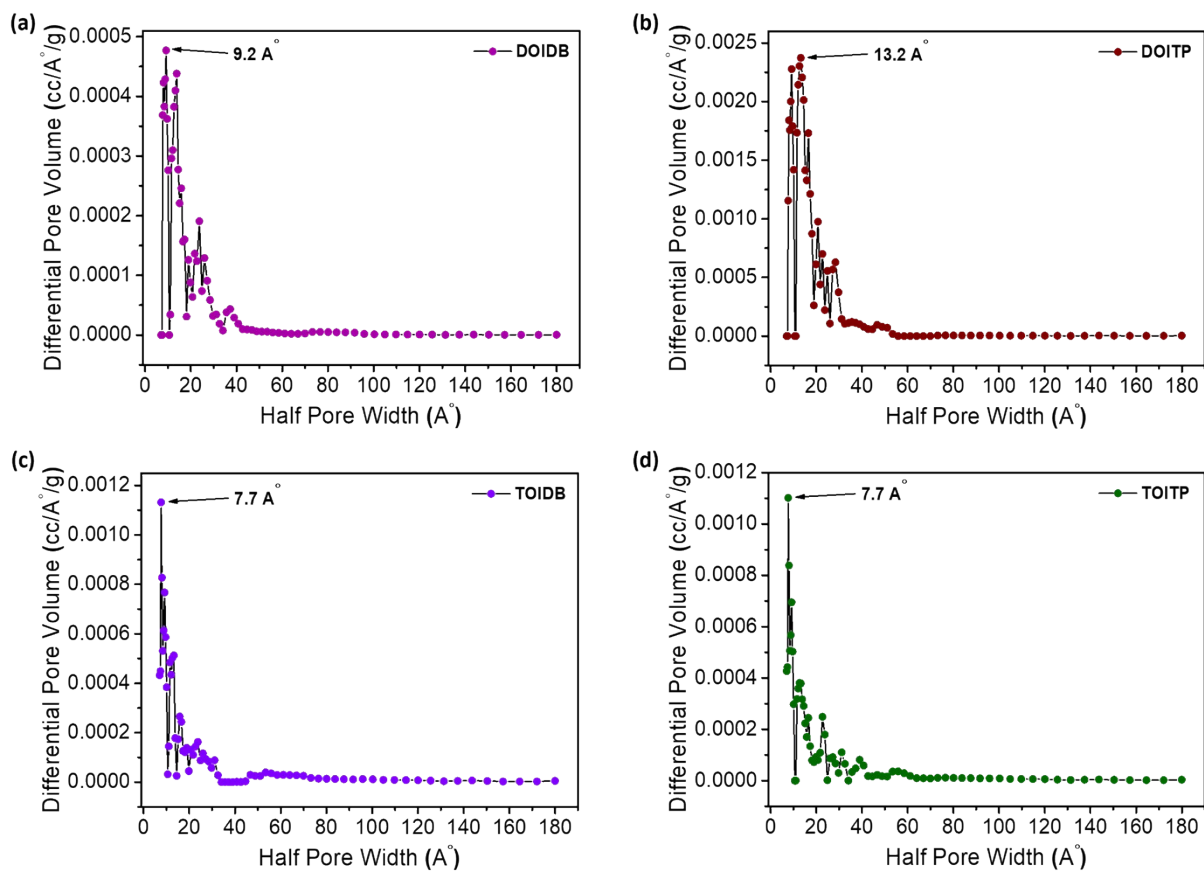 (a)
0.0005
0.0004
0.0003
0.0002
0.0001
0.0000
Differential Pore Volume (cc/A°/g)
9.2 A°
DOIDB
0 20 40 60 80 100 120 140 160 180
Half Pore Width (A°)
(b)
0.0025
0.0020
0.0015
0.0010
0.0005
0.0000
Differential Pore Volume (cc/A°/g)
13.2 A°
DOITP
0 20 40 60 80 100 120 140 160 180
Half Pore Width (A°)
(c)
0.0012
0.0010
0.0008
0.0006
0.0004
0.0002
0.0000
Differential Pore Volume (cc/A°/g)
7.7 A°
TOIDB
0 20 40 60 80 100 120 140 160 180
Half Pore Width (A°)
(d)
0.0012
0.0010
0.0008
0.0006
0.0004
0.0002
0.0000
Differential Pore Volume (cc/A°/g)
7.7 A°
TOITP
0 20 40 60 80 100 120 140 160 180
Half Pore Width (A°)